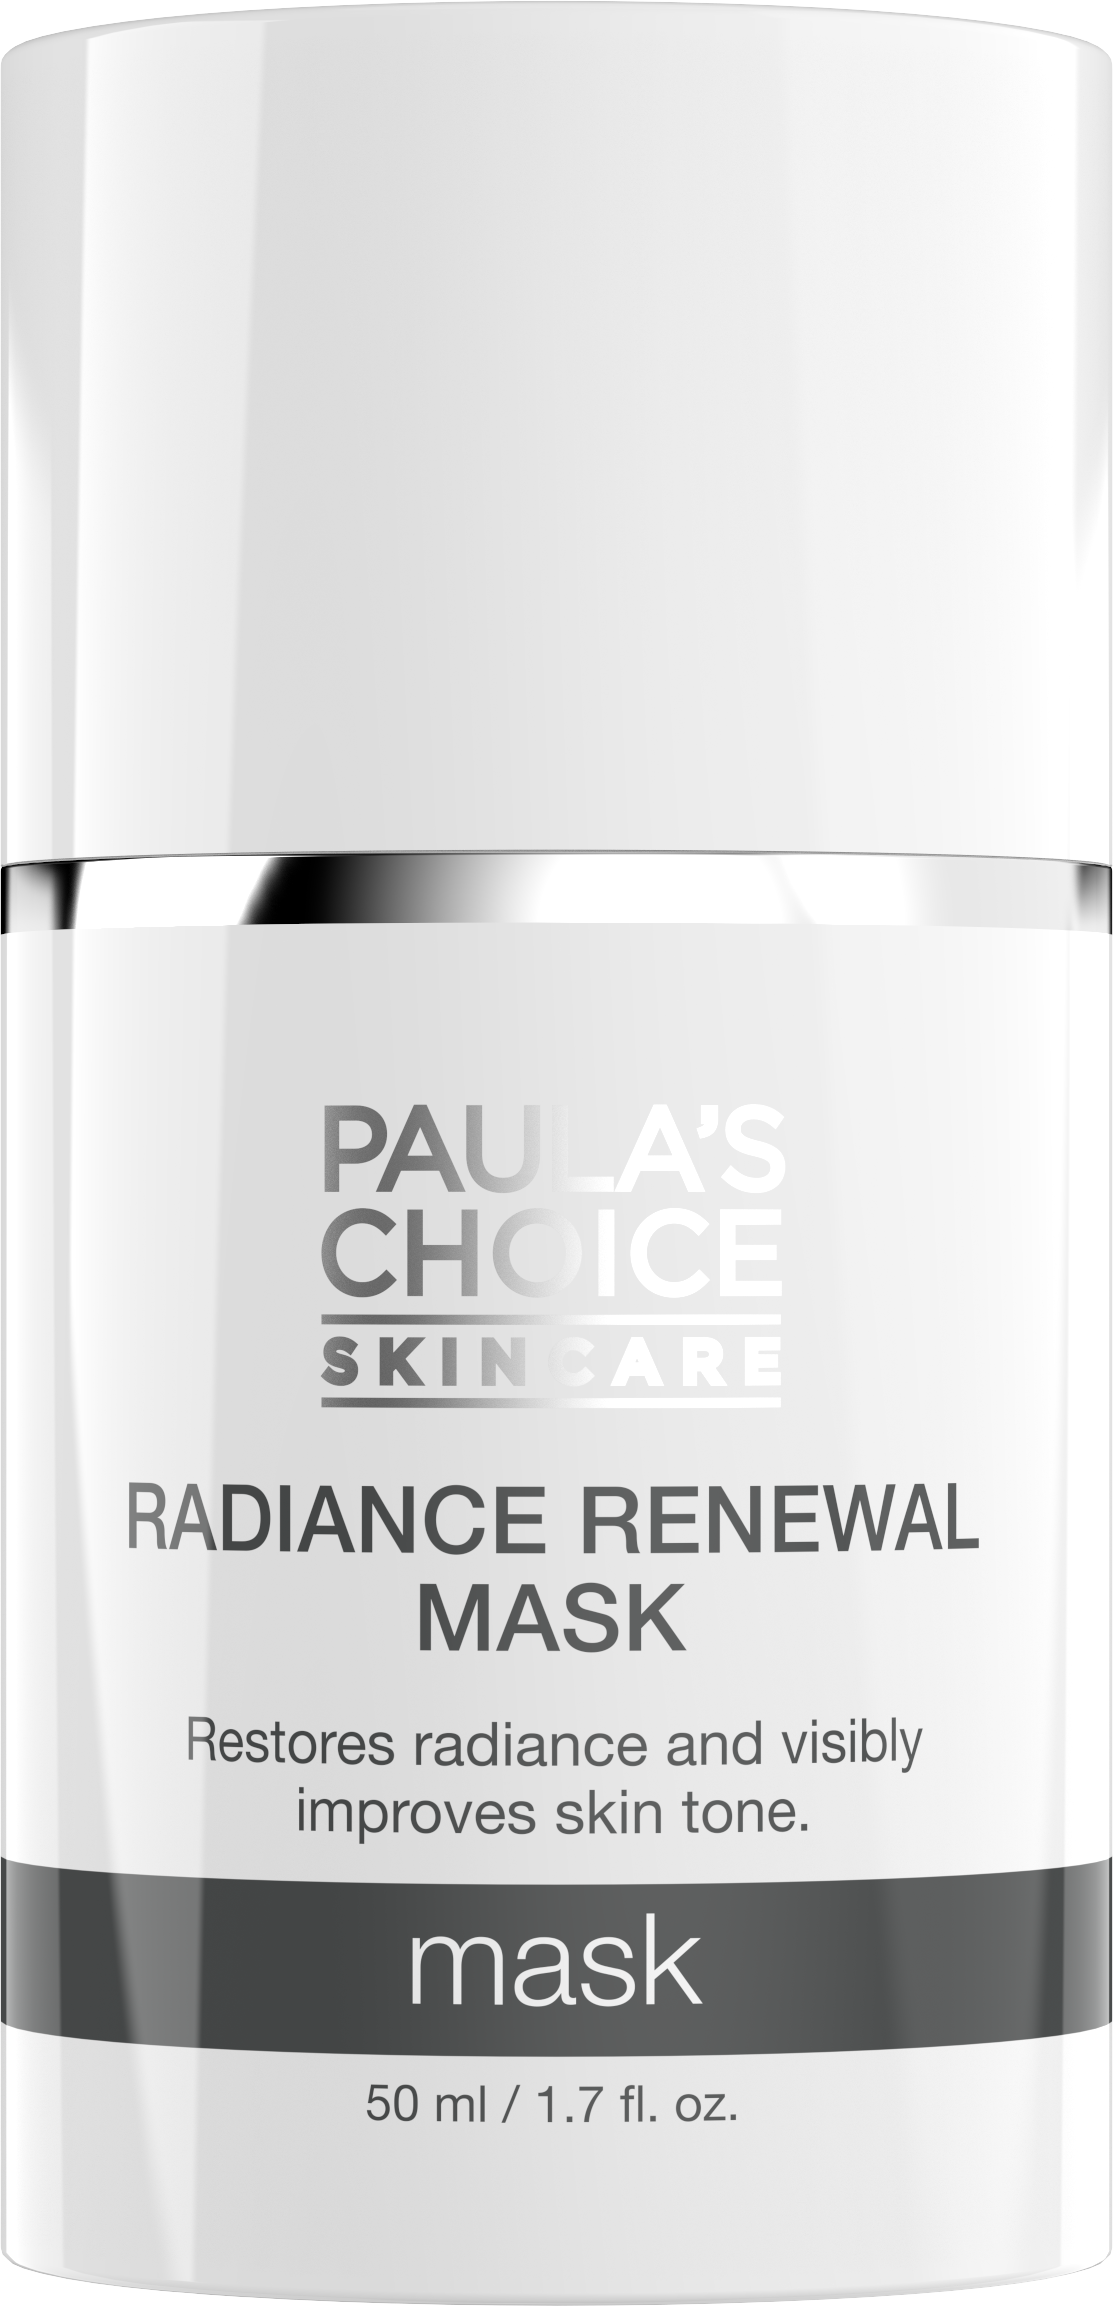 PAULA'S
CHOICE
SKINCARE
RADIANCE RENEWAL
MASK
Restores radiance and visibly
improves skin tone.
mask
50 ml / 1.7 fl. oz.